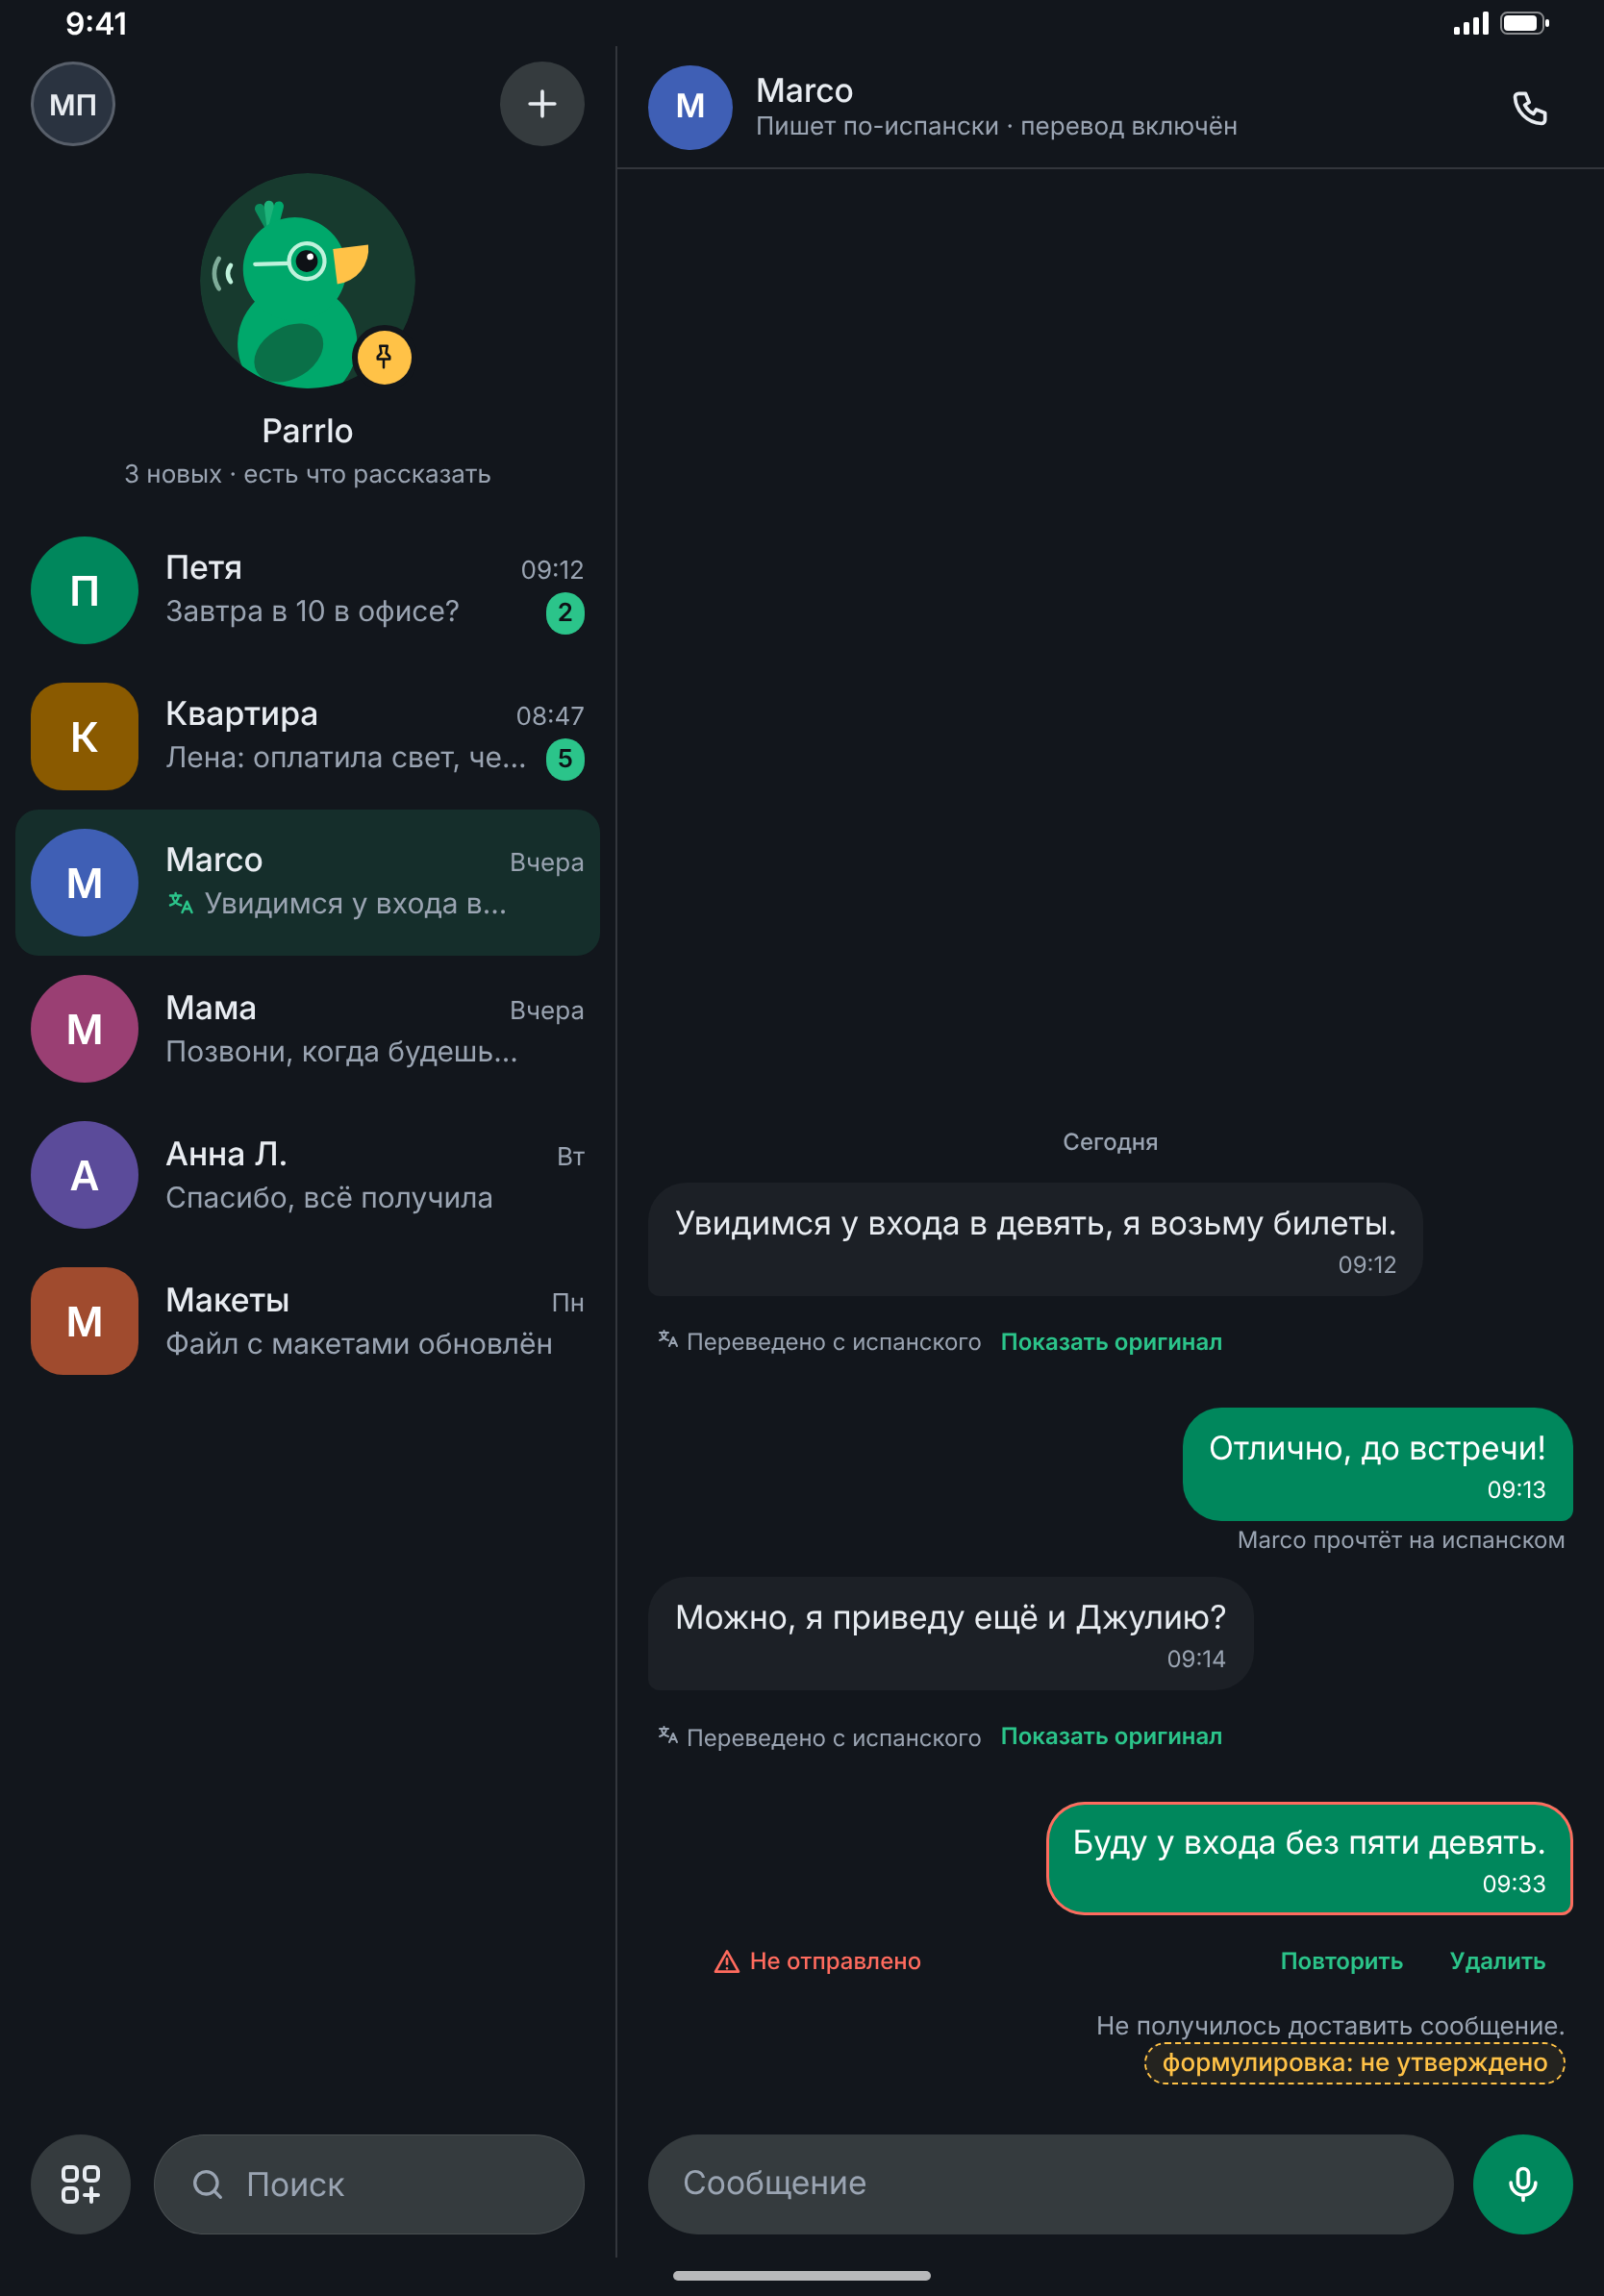 9:41
МП
Parrlo
3 новых · есть что рассказать
П
Петя
09:12
Завтра в 10 в офисе?
2
К
Квартира
08:47
Лена: оплатила свет, че...
5
M
Marco
Вчера
Увидимся у входа в...
М
Мама
Вчера
Позвони, когда будешь...
А
Анна Л.
Вт
Спасибо, всё получила
М
Макеты
Пн
Файл с макетами обновлён
Поиск
M
Marco
Пишет по-испански · перевод включён
Сегодня
Увидимся у входа в девять, я возьму билеты.
09:12
Переведено с испанского Показать оригинал
Отлично, до встречи!
09:13
Marco прочтёт на испанском
Можно, я приведу ещё и Джулию?
09:14
Переведено с испанского Показать оригинал
Буду у входа без пяти девять.
09:33
Не отправлено Повторить Удалить
Не получилось доставить сообщение.
формулировка: не утверждено
Сообщение